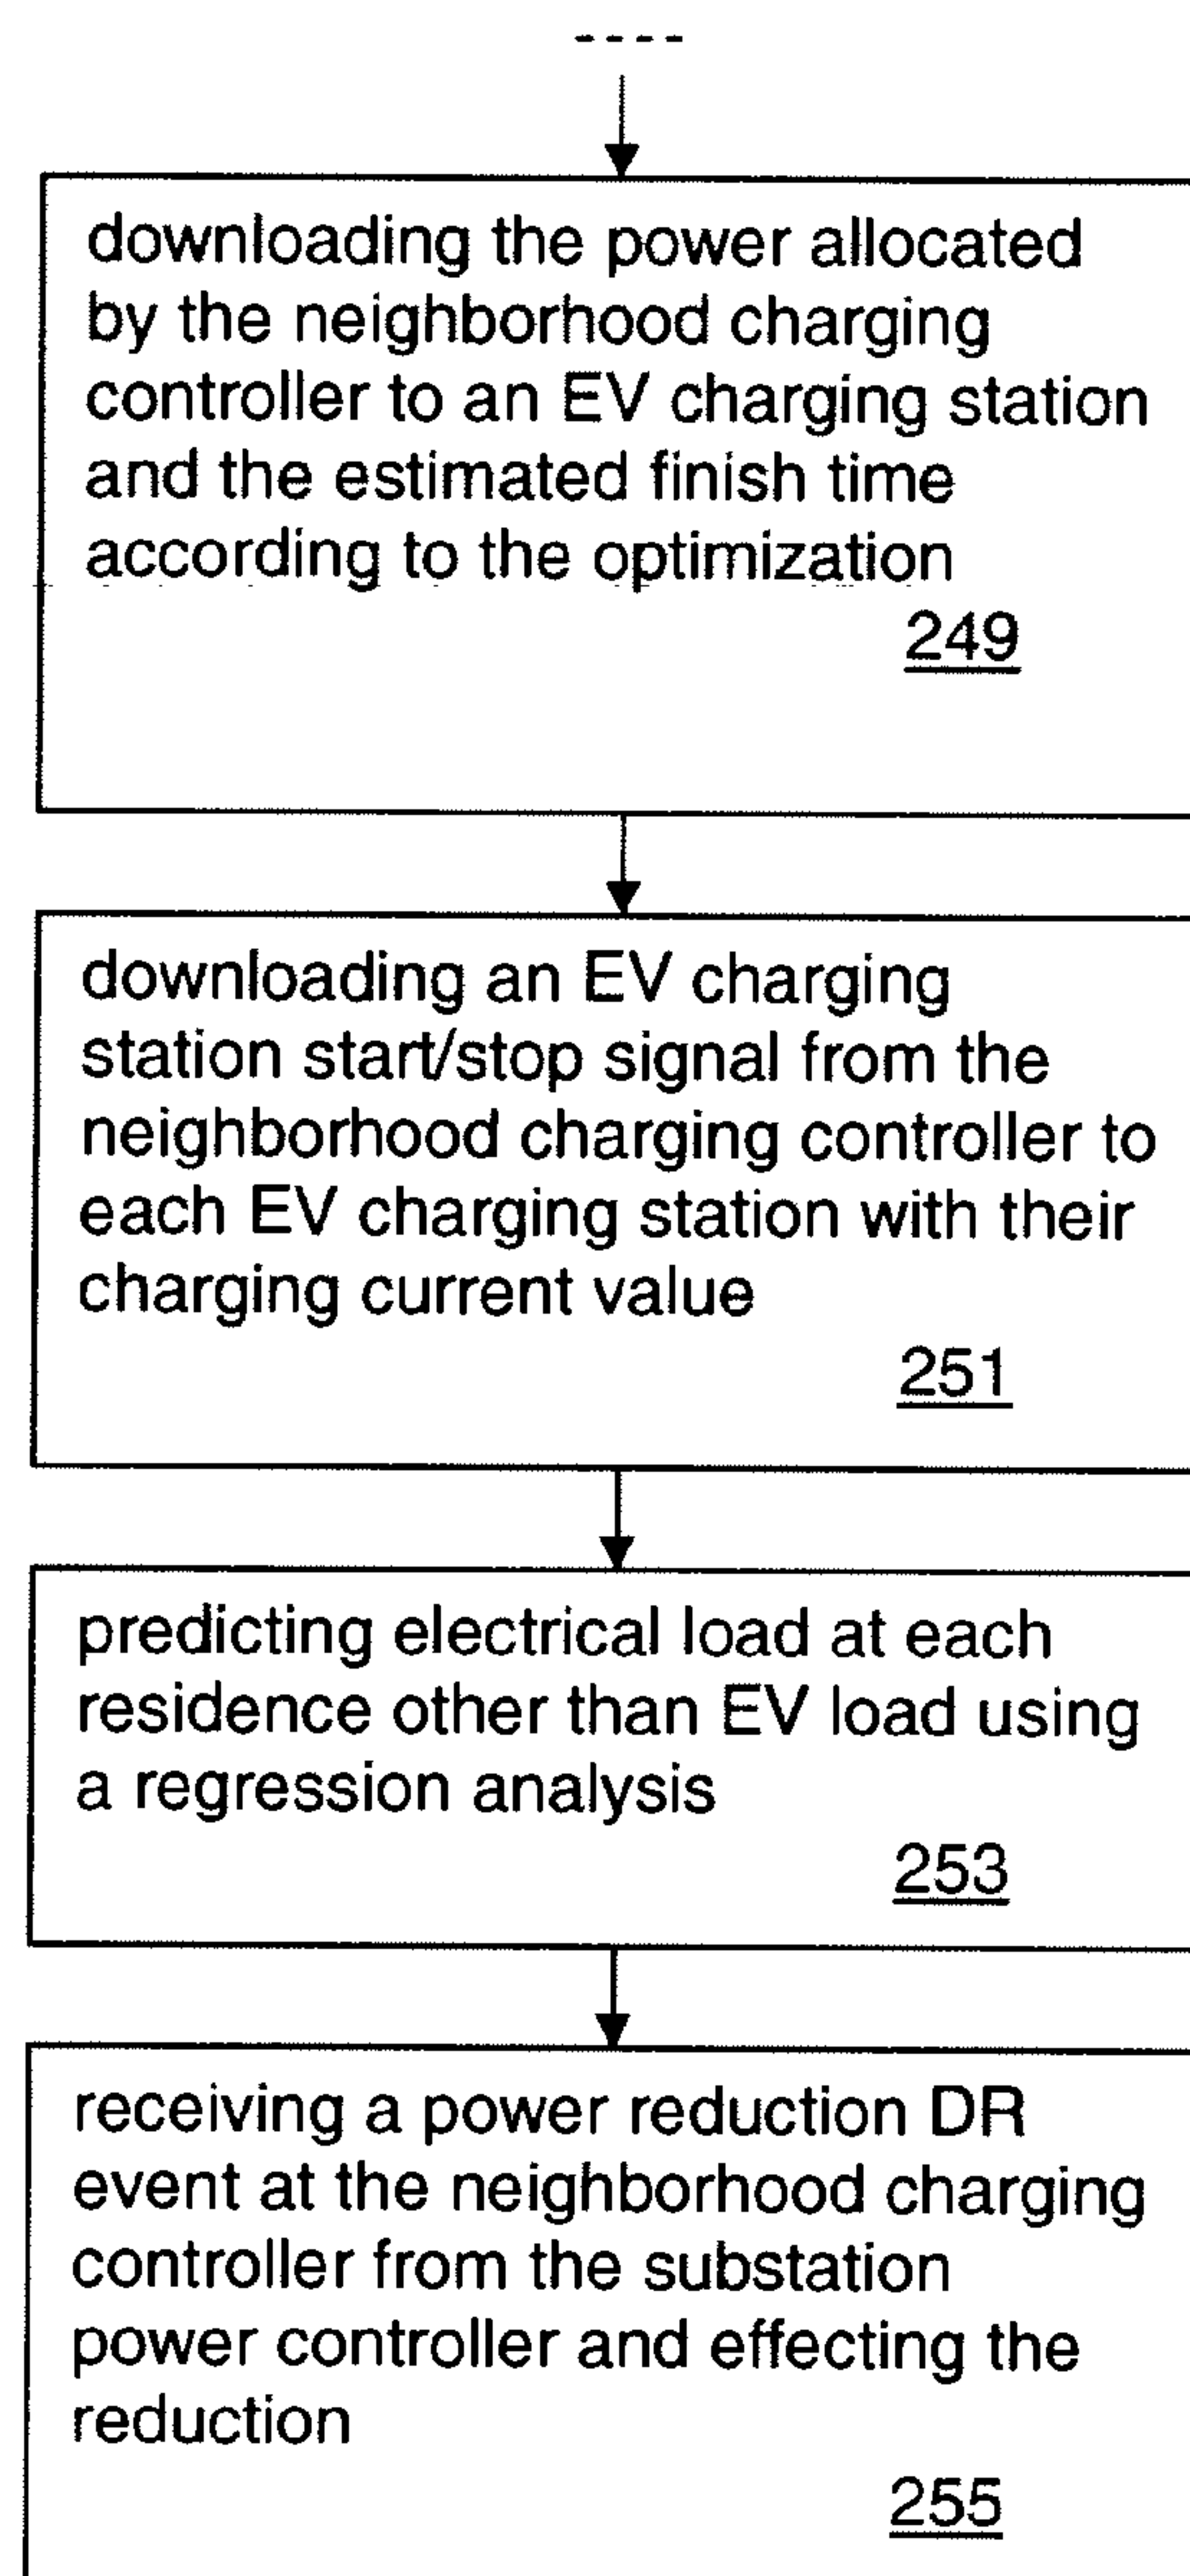 downloading the power allocated
by the neighborhood charging
controller to an EV charging station
and the estimated finish time
according to the optimization
249
downloading an EV charging
station start/stop signal from the
neighborhood charging controller to
each EV charging station with their
charging current value
251
predicting electrical load at each
residence other than EV load using
a regression analysis
253
receiving a power reduction DR
event at the neighborhood charging
controller from the substation
power controller and effecting the
reduction
255